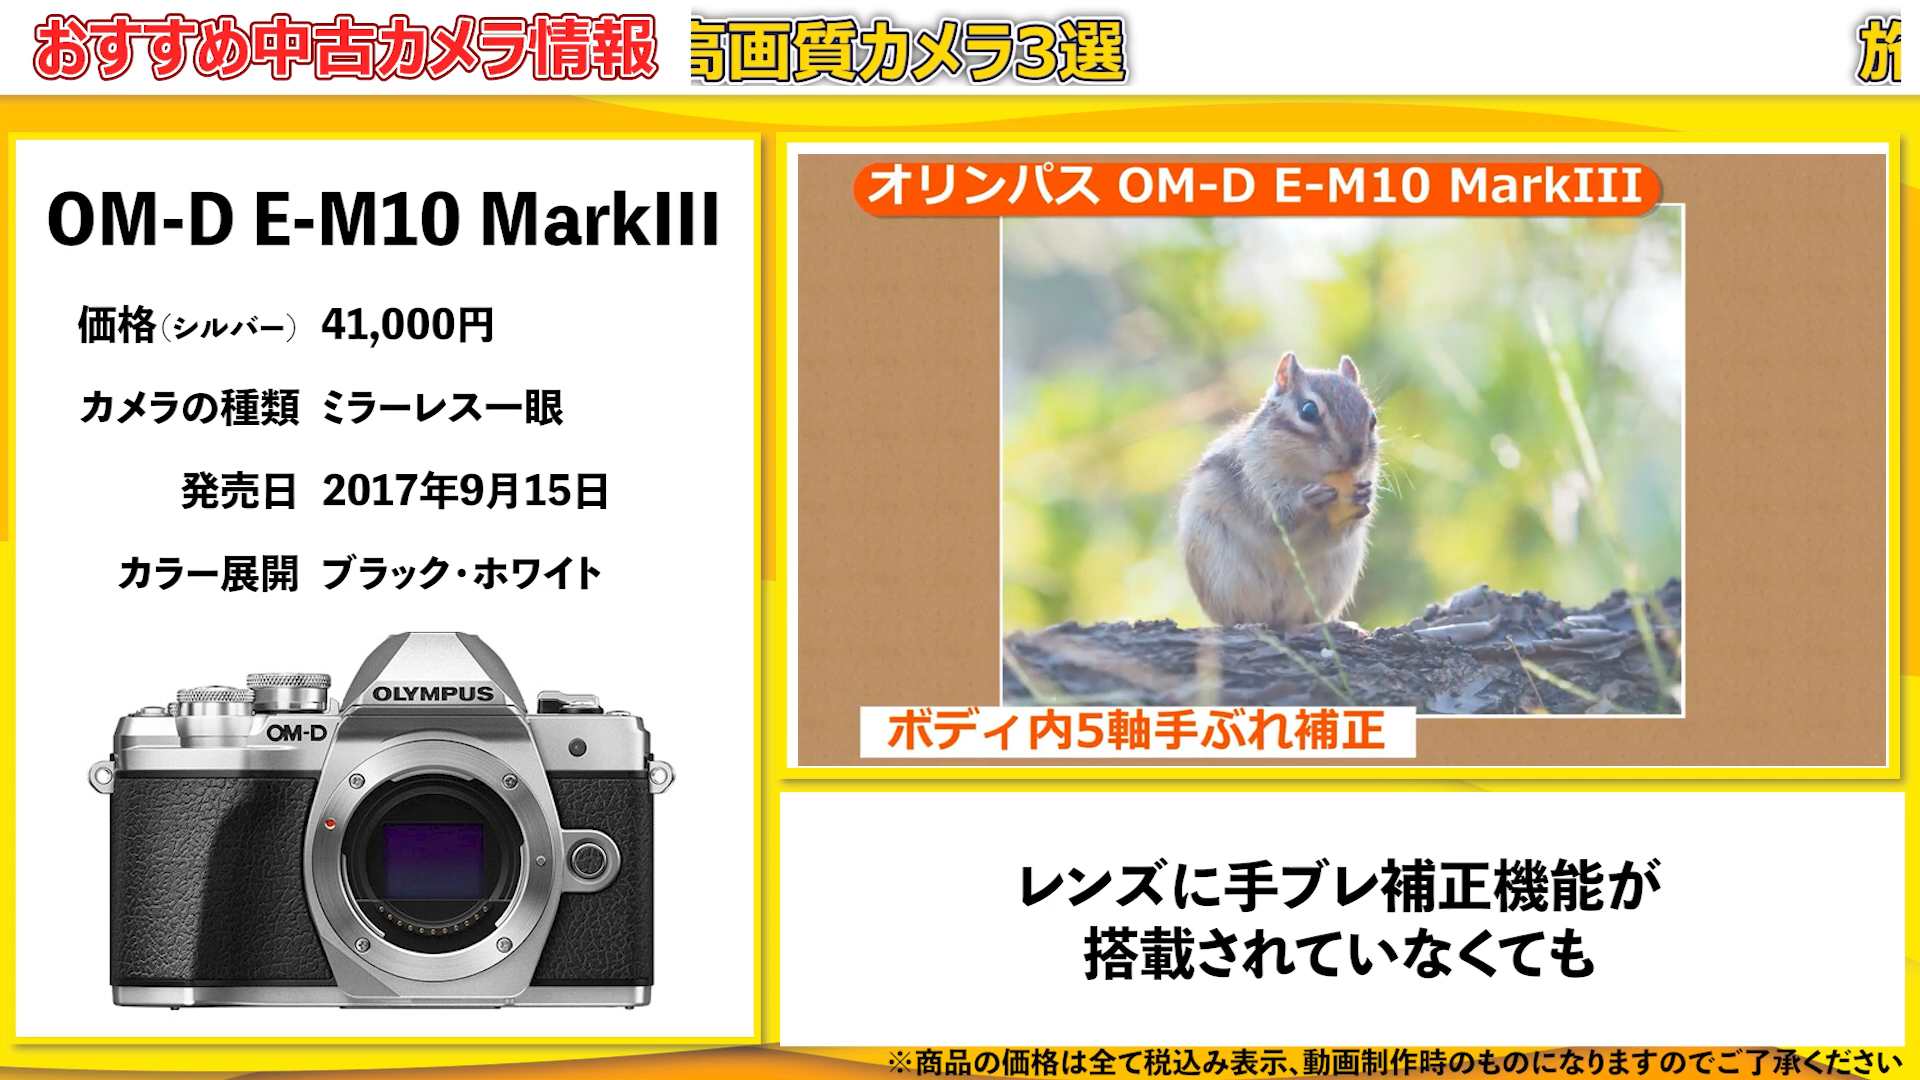 おすすめ中古カメラ情報
高画質カメラ3選
旅
OM-D E-M10 MarkIII
価格(シルバー) 41,000円
カメラの種類 ミラーレス一眼
発売日 2017年9月15日
カラー展開 ブラック・ホワイト
OLYMPUS
OM-D
オリンパス OM-D E-M10 MarkIII
ボディ内5軸手ぶれ補正
レンズに手ブレ補正機能が
搭載されていなくても
※商品の価格は全て税込み表示、動画制作時のものになりますのでご了承ください